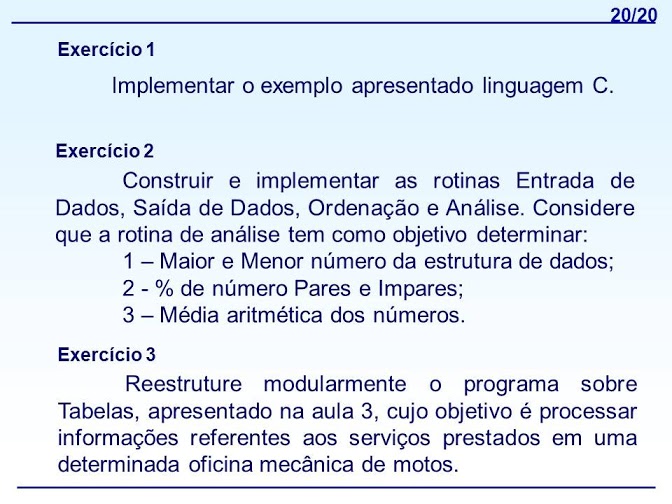 20/20
Exercício 1
Implementar o exemplo apresentado linguagem C.
Exercício 2
Construir e implementar as rotinas Entrada de
Dados, Saída de Dados, Ordenação e Análise. Considere
que a rotina de análise tem como objetivo determinar:
1 – Maior e Menor número da estrutura de dados;
2 - % de número Pares e Impares;
3 – Média aritmética dos números.
Exercício 3
Reestruture modularmente o programa sobre
Tabelas, apresentado na aula 3, cujo objetivo é processar
informações referentes aos serviços prestados em uma
determinada oficina mecânica de motos.